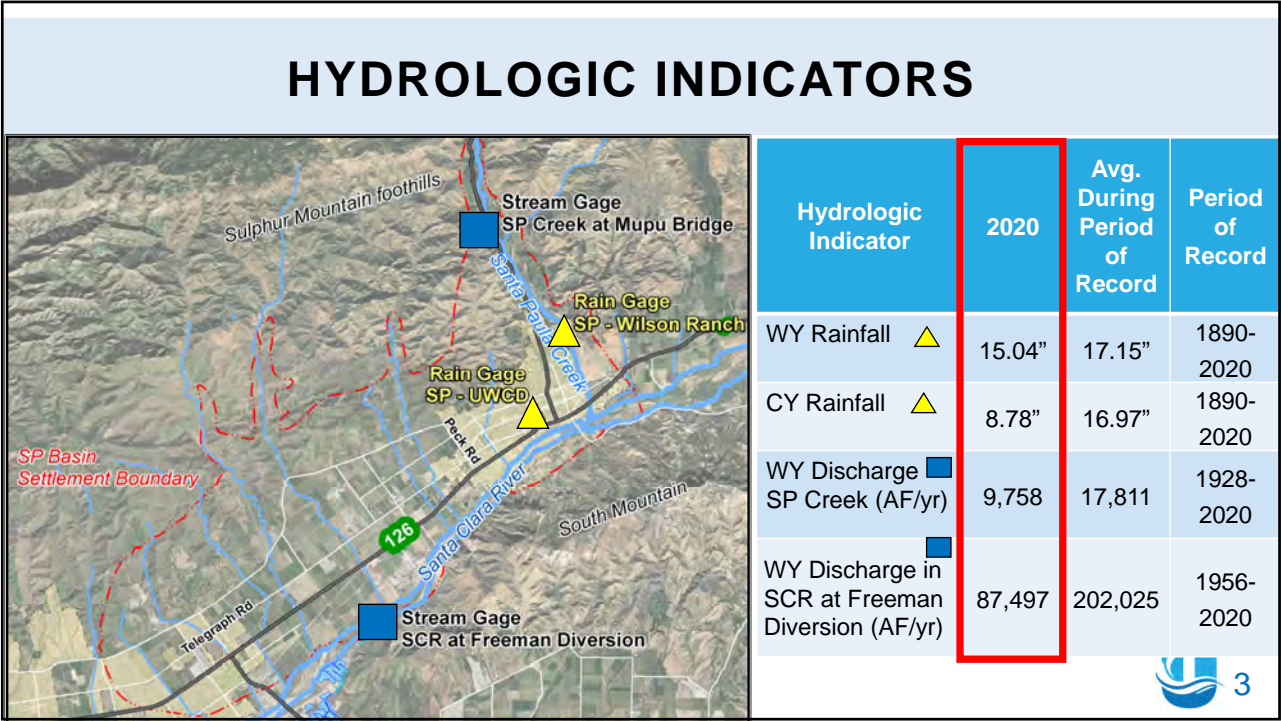 HYDROLOGIC INDICATORS
Sulphur Mountain foothills
Stream Gage
SP Creek at Mupu Bridge
Santa Paula Creek
Rain Gage
SP - Wilson Ranch
Rain Gage
SP - UWCD
Peck Rd
SP Basin
Settlement Boundary
South Mountain
Santa Clara River
126
Telegraph Rd
Stream Gage
SCR at Freeman Diversion
Hydrologic
Indicator
2020
Avg.
During
Period
of
Record
Period
of
Record
WY Rainfall
15.04”
17.15”
1890-
2020
CY Rainfall
8.78”
16.97”
1890-
2020
WY Discharge
SP Creek (AF/yr)
9,758
17,811
1928-
2020
WY Discharge in
SCR at Freeman
Diversion (AF/yr)
87,497
202,025
1956-
2020
3